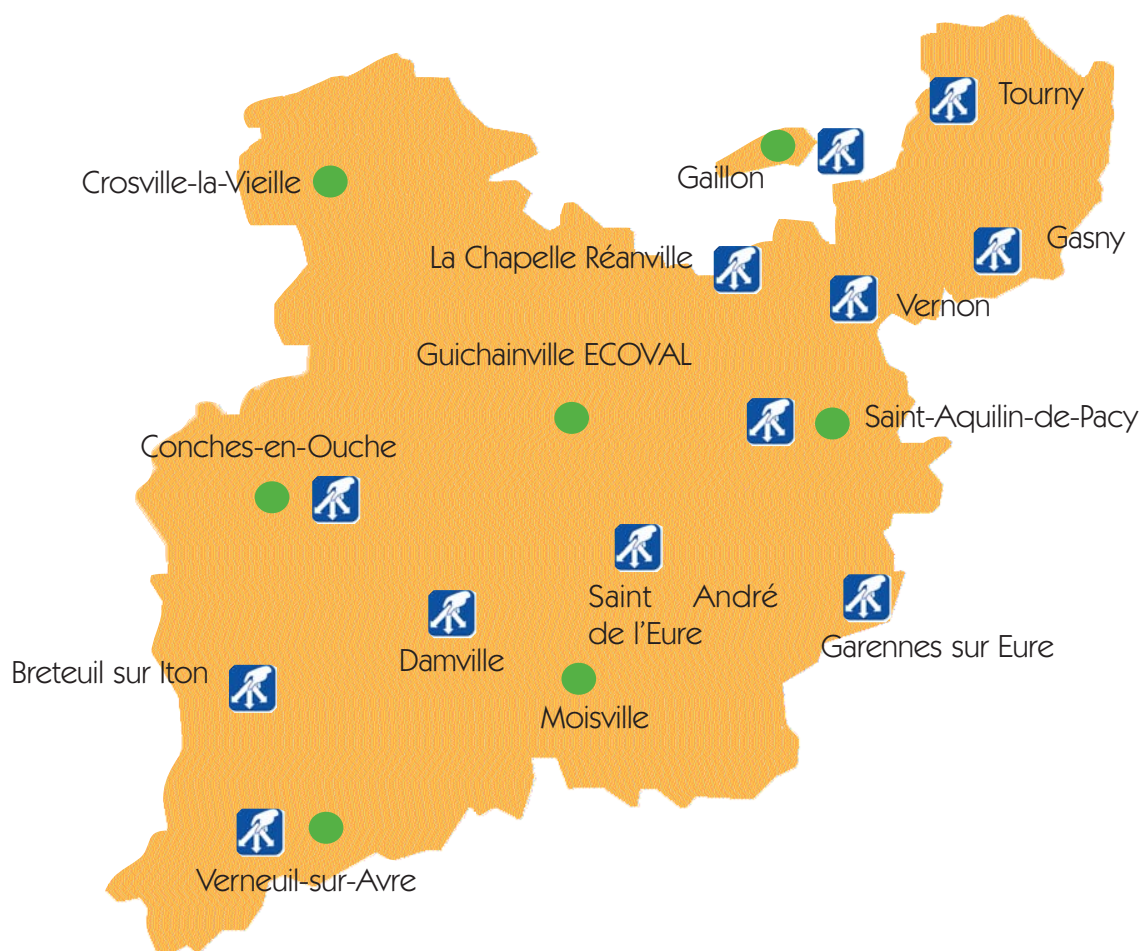 Tourny
Gaillon
Crosville-la-Vieille
Gasny
La Chapelle Réanville
Vernon
Guichainville ECOVAL
Saint-Aquilin-de-Pacy
Conches-en-Ouche
Saint André
de l'Eure
Garennes sur Eure
Damville
Breteuil sur Iton
Moisville
Verneuil-sur-Avre